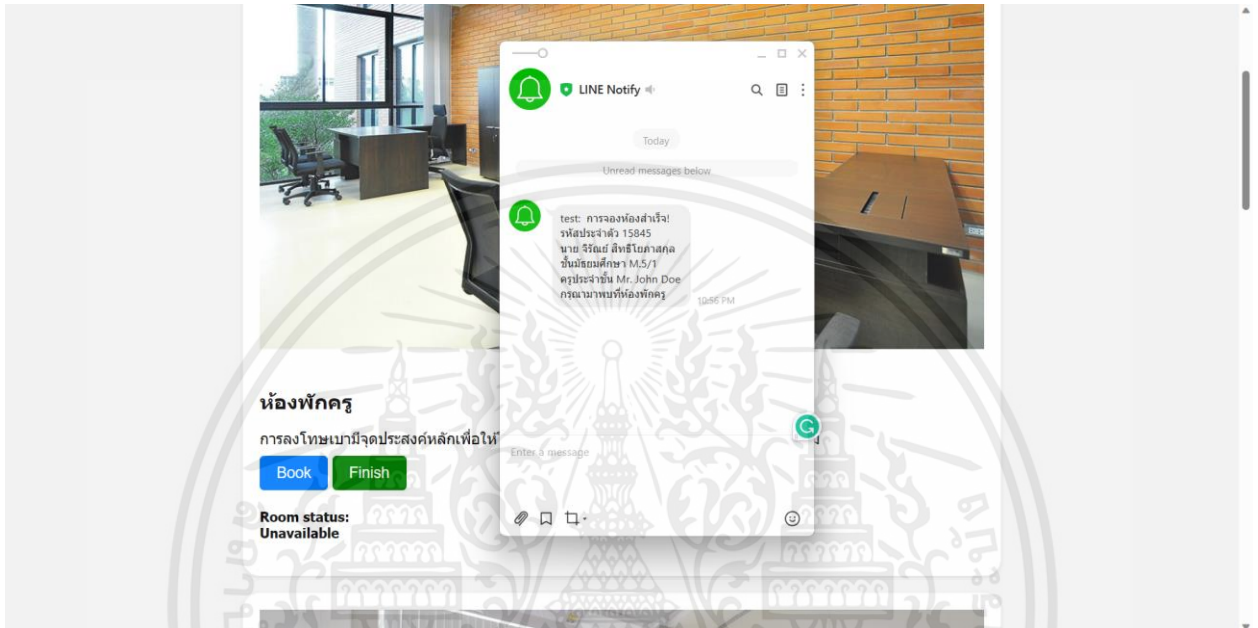 LINE Notify
Today
Unread messages below
test: การจองห้องสำเร็จ!
รหัสประจำตัว 15845
นาย จิรัณย์ สิทธิโยภาสกุล
ชั้นมัธยมศึกษา M.5/1
ครูประจำชั้น Mr. John Doe
กรุณามาพบที่ห้องพักครู
10:56 PM
ห้องพักครู
การลงโทษเบามีจุดประสงค์หลักเพื่อให้
Enter a message
Book
Finish
Room status:
Unavailable